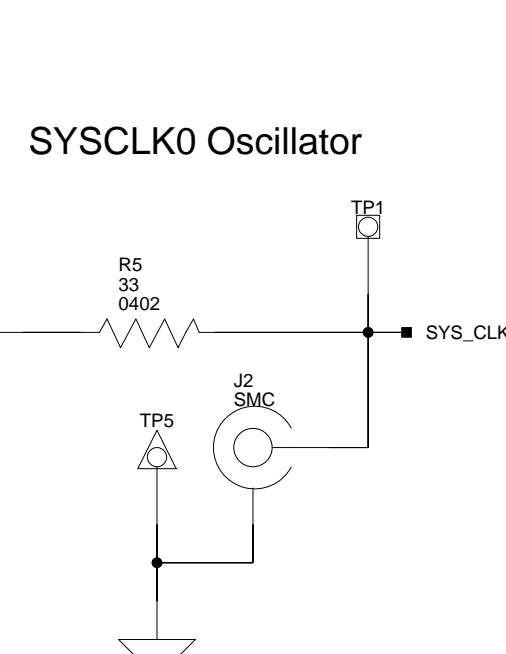 SYSCLK0 Oscillator
TP1
R5
33
0402
SYS_CLK
J2
SMC
TP5